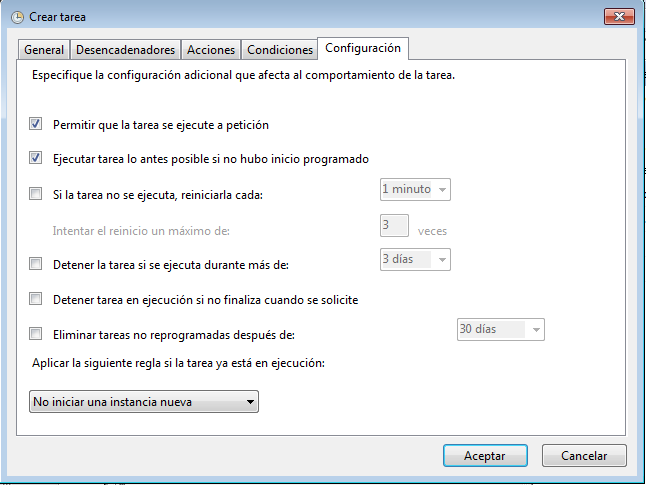 Crear tarea
General Desencadenadores Acciones Condiciones Configuración
Especifique la configuración adicional que afecta al comportamiento de la tarea.
Permitir que la tarea se ejecute a petición
Ejecutar tarea lo antes posible si no hubo inicio programado
Si la tarea no se ejecuta, reiniciarla cada: 1 minuto
Intentar el reinicio un máximo de: 3 veces
Detener la tarea si se ejecuta durante más de: 3 días
Detener tarea en ejecución si no finaliza cuando se solicite
Eliminar tareas no reprogramadas después de: 30 días
Aplicar la siguiente regla si la tarea ya está en ejecución:
No iniciar una instancia nueva
Aceptar Cancelar